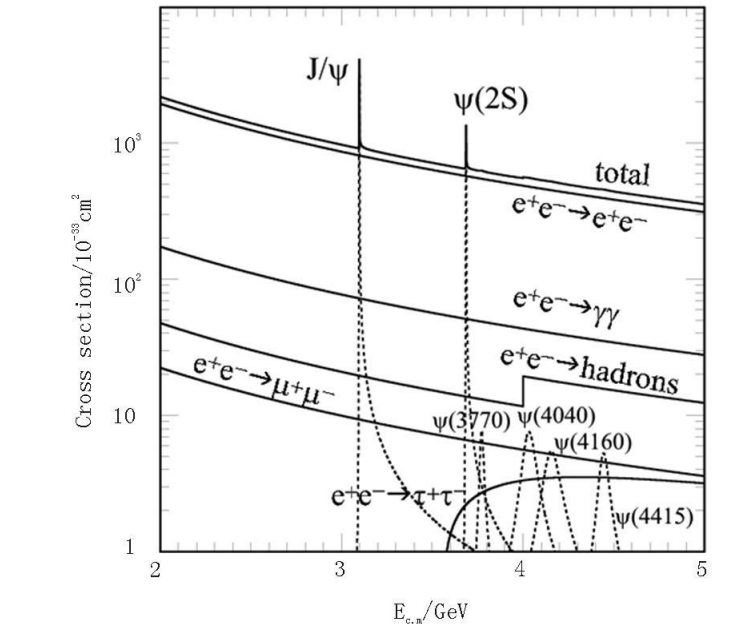 J/ψ
ψ(2S)
10³
total
e⁺e⁻→e⁺e⁻
10²
e⁺e⁻→γγ
e⁺e⁻→hadrons
e⁺e⁻→μ⁺μ⁻
10
ψ(3770)
ψ(4040)
ψ(4160)
e⁺e⁻→τ⁺τ⁻
ψ(4415)
1
2
3
4
5
Cross section/10⁻³³cm²
E_c.m/GeV